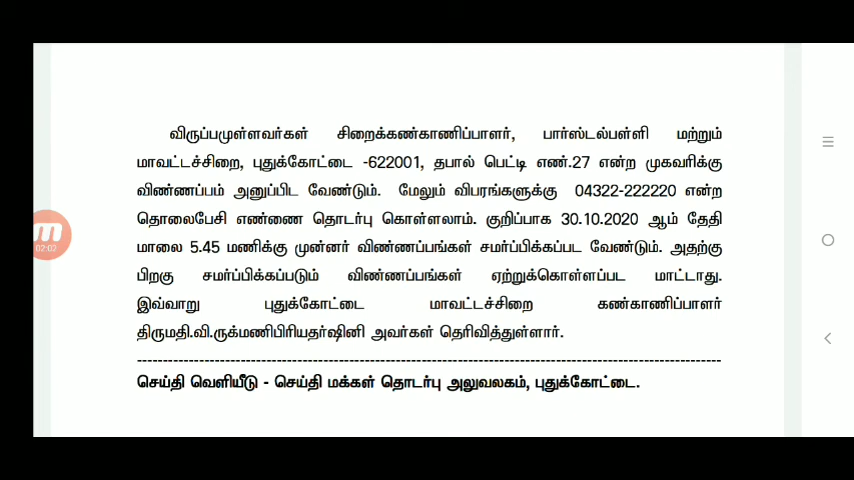 விருப்பமுள்ளவர்கள் சிறைக்கண்காணிப்பாளர், பார்ஸ்டல்பள்ளி மற்றும்
மாவட்டச்சிறை, புதுக்கோட்டை -622001, தபால் பெட்டி எண்.27 என்ற முகவரிக்கு
விண்ணப்பம் அனுப்பிட வேண்டும். மேலும் விபரங்களுக்கு 04322-222220 என்ற
தொலைபேசி எண்ணை தொடர்பு கொள்ளலாம். குறிப்பாக 30.10.2020 ஆம் தேதி
மாலை 5.45 மணிக்கு முன்னர் விண்ணப்பங்கள் சமர்ப்பிக்கப்பட வேண்டும். அதற்கு
02:02
பிறகு சமர்ப்பிக்கப்படும் விண்ணப்பங்கள் ஏற்றுக்கொள்ளப்பட மாட்டாது.
இவ்வாறு புதுக்கோட்டை மாவட்டச்சிறை கண்காணிப்பாளர்
திருமதி.வி.ருக்மணிபிரியதர்ஷினி அவர்கள் தெரிவித்துள்ளார்.
செய்தி வெளியீடு - செய்தி மக்கள் தொடர்பு அலுவலகம், புதுக்கோட்டை.